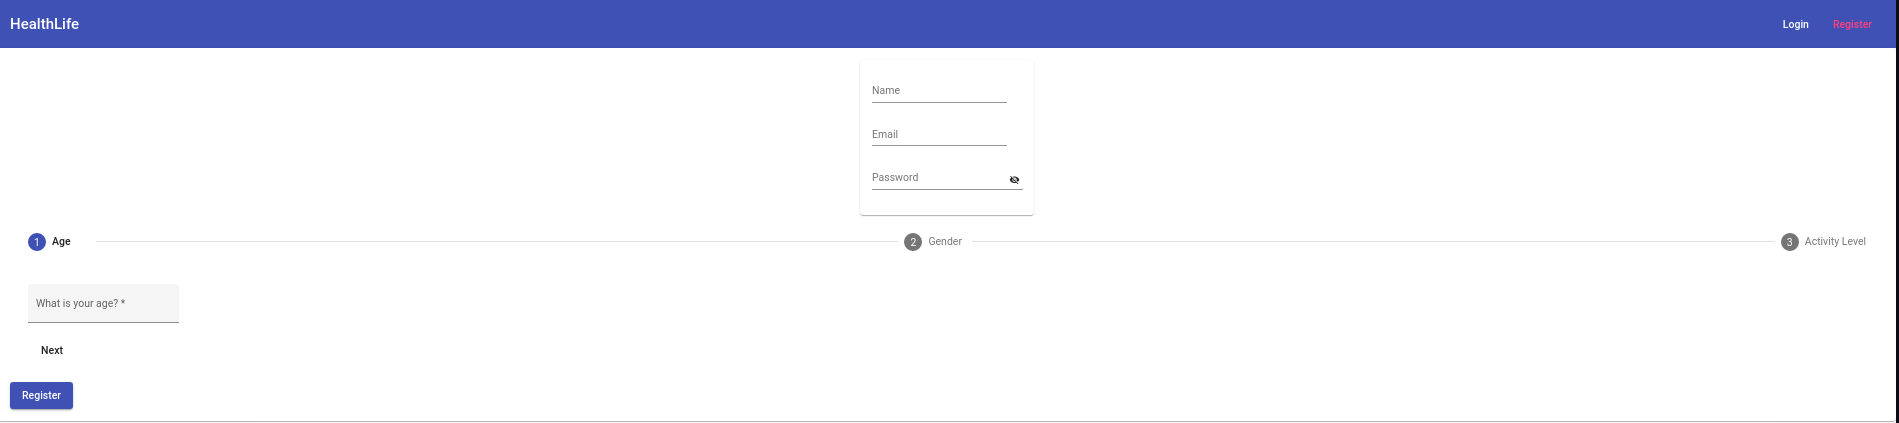 HealthLife Login Register
Name
Email
Password
1 Age 2 Gender 3 Activity Level
What is your age? *
Next
Register